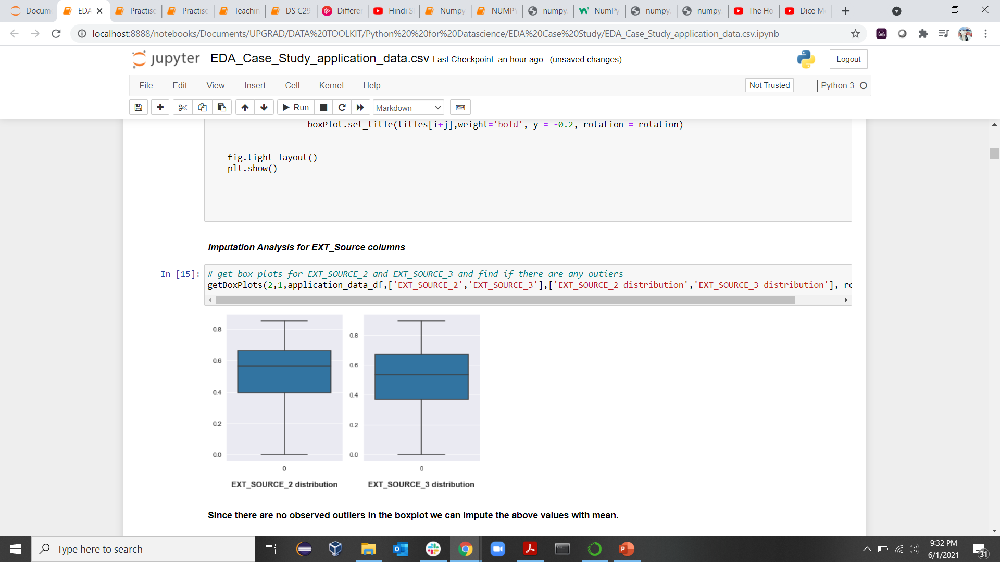 Docum
EDA
Practise
Practise
Teachin
DS C29
Differen
Hindi S
Numpy
NUMPY
numpy.
NumPy
numpy.
numpy.
The Ho
Dice M
localhost:8888/notebooks/Documents/UPGRAD/DATA%20TOOLKIT/Python%20%20for%20Datascience/EDA%20Case%20Study/EDA_Case_Study_application_data.csv.ipynb
jupyter EDA_Case_Study_application_data.csv Last Checkpoint: an hour ago (unsaved changes)
Logout
File Edit View Insert Cell Kernel Help
Not Trusted
Python 3
Run
Markdown
boxPlot.set_title(titles[i+j],weight='bold', y = -0.2, rotation = rotation)
fig.tight_layout()
plt.show()
Imputation Analysis for EXT_Source columns
In [15]:
# get box plots for EXT_SOURCE_2 and EXT_SOURCE_3 and find if there are any outiers
getBoxPlots(2,1,application_data_df,['EXT_SOURCE_2','EXT_SOURCE_3'],['EXT_SOURCE_2 distribution','EXT_SOURCE_3 distribution'], ro
0.8
0.6
0.4
0.2
0.0
0
EXT_SOURCE_2 distribution
0.8
0.6
0.4
0.2
0.0
0
EXT_SOURCE_3 distribution
Since there are no observed outliers in the boxplot we can impute the above values with mean.
Type here to search
9:32 PM
6/1/2021
31